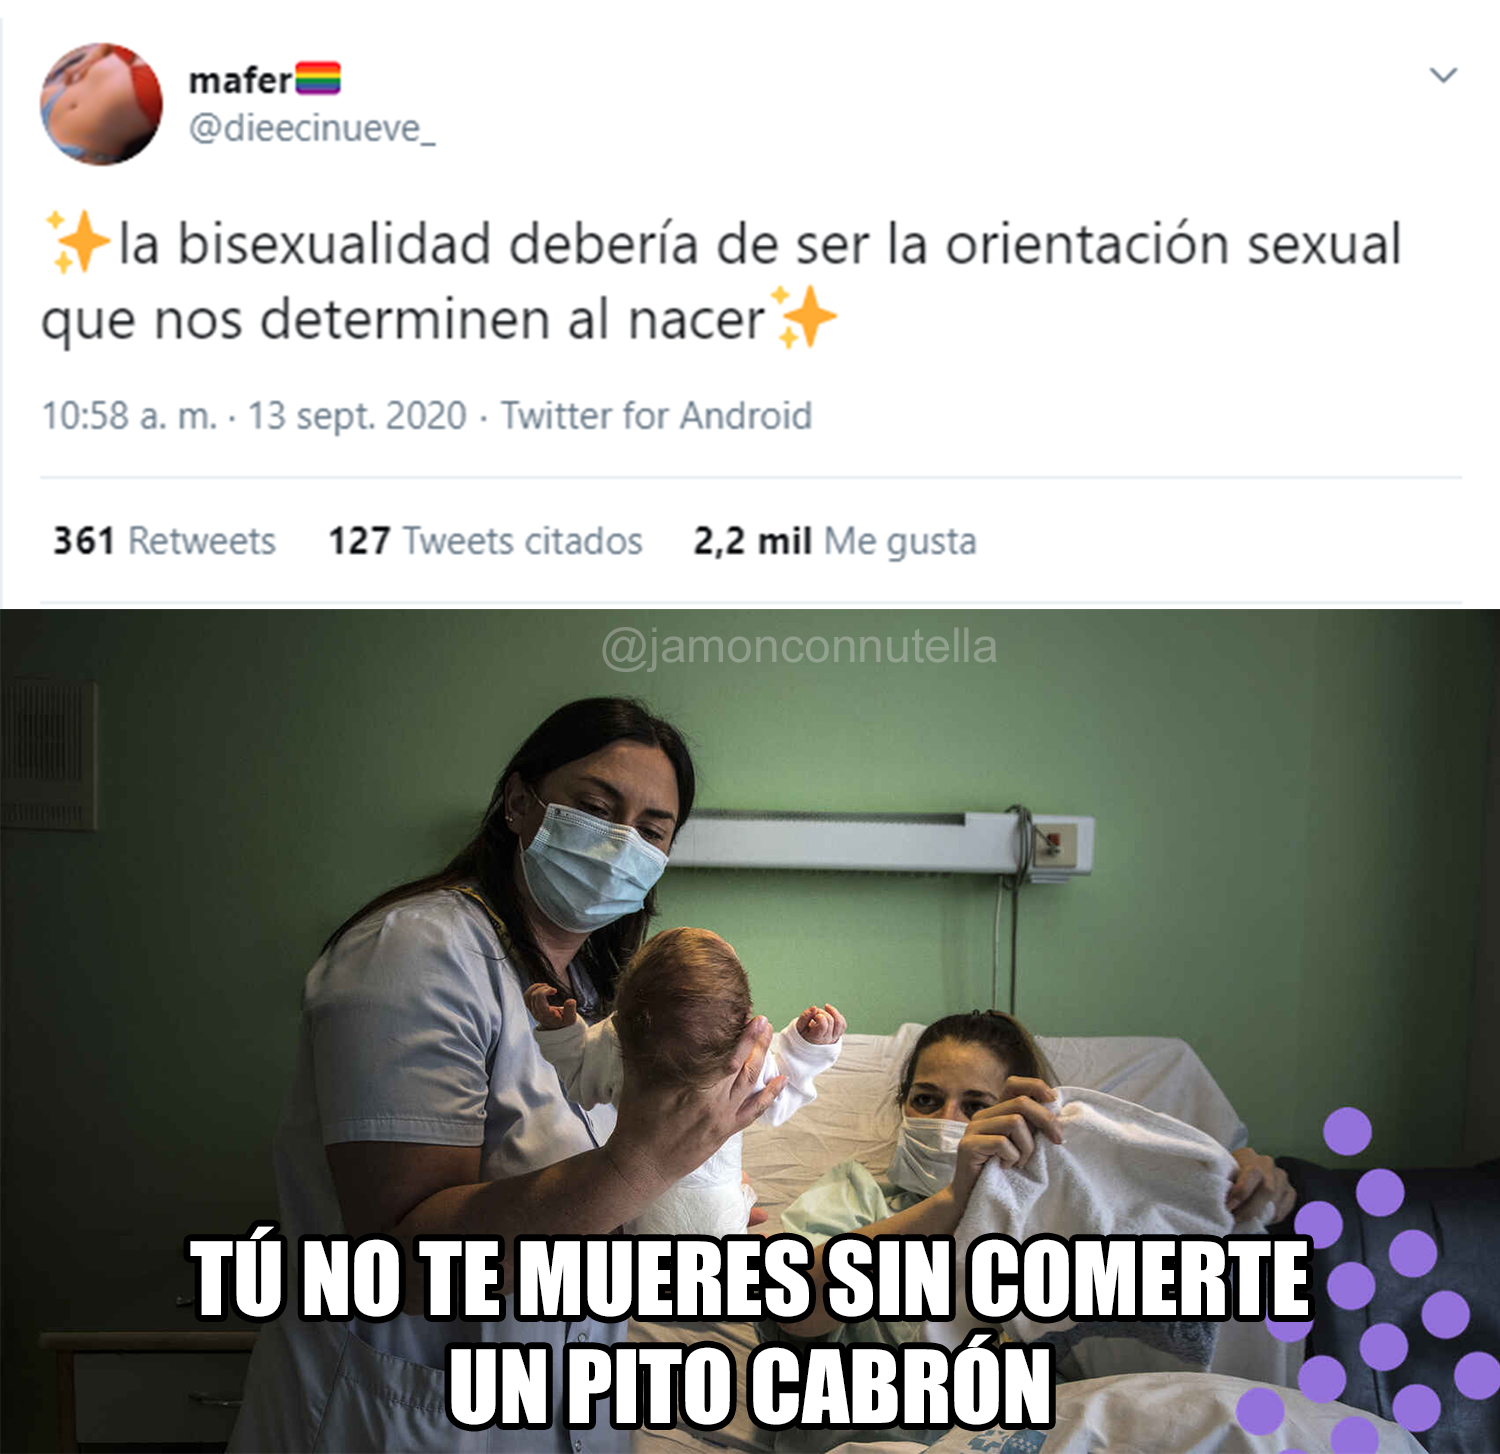 mafer🏳️‍🌈
@dieecinueve_
✨la bisexualidad debería de ser la orientación sexual
que nos determinen al nacer✨
10:58 a. m. · 13 sept. 2020 · Twitter for Android
361 Retweets 127 Tweets citados 2,2 mil Me gusta
@jamonconnutella
TÚ NO TE MUERES SIN COMERTE
UN PITO CABRÓN